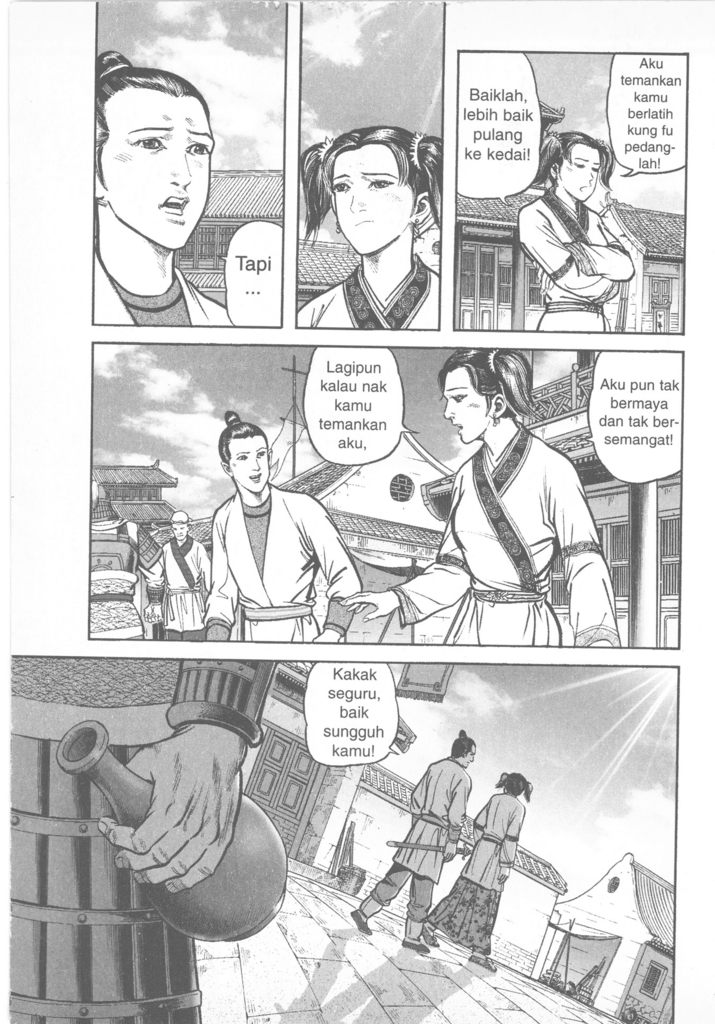 Aku
temankan
kamu
berlatih
kung fu
pedang-
lah!
Baiklah,
lebih baik
pulang
ke kedai!
Tapi
...
Aku pun tak
bermaya
dan tak ber-
semangat!
Lagipun
kalau nak
kamu
temankan
aku,
Kakak
seguru,
baik
sungguh
kamu!